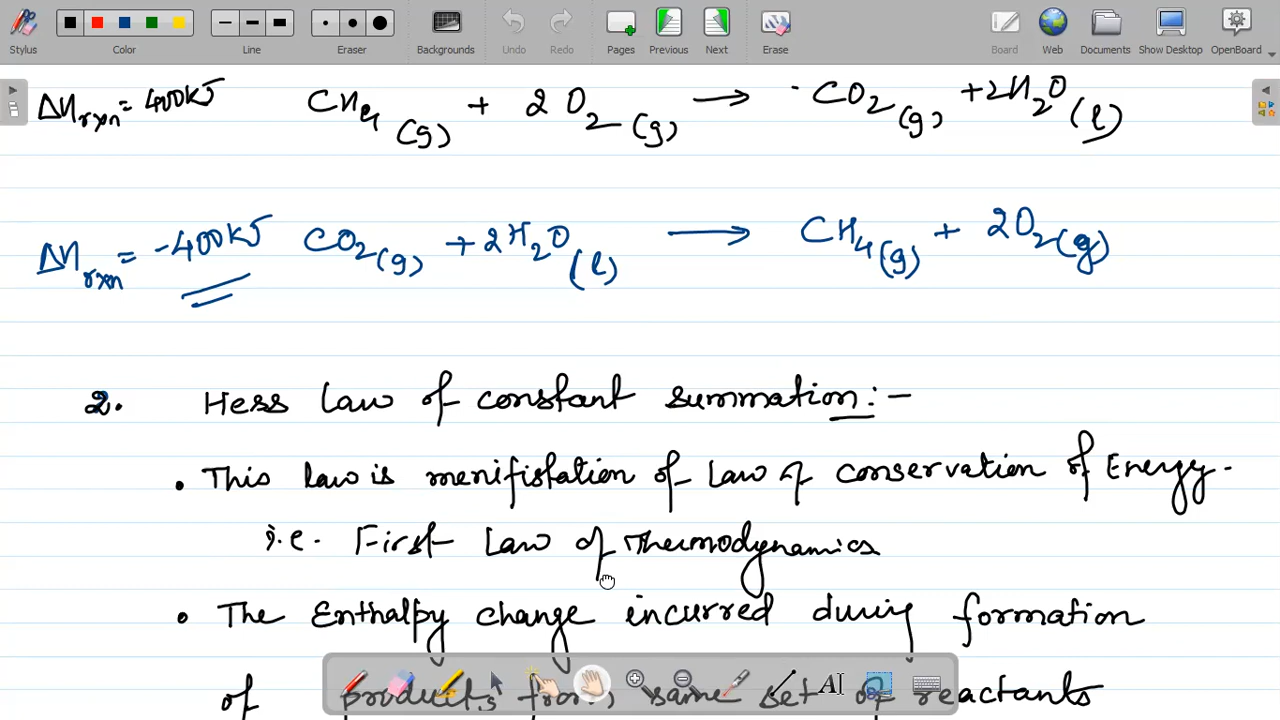 Stylus Color Line Eraser Backgrounds Undo Redo Pages Previous Next Erase Board Web Documents Show Desktop OpenBoard
ΔHrxn = 400kJ CH4 (g) + 2 O2 (g) → CO2 (g) + 2H2O (l)
ΔHrxn = -400kJ CO2 (g) + 2H2O (l) → CH4 (g) + 2O2 (g)
2. Hess Law of constant summation:-
• This law is menifistation of Law of conservation of Energy.
i.e. First Law of Thermodynamics
• The Enthalpy change incurred during formation
of products from same set of reactants